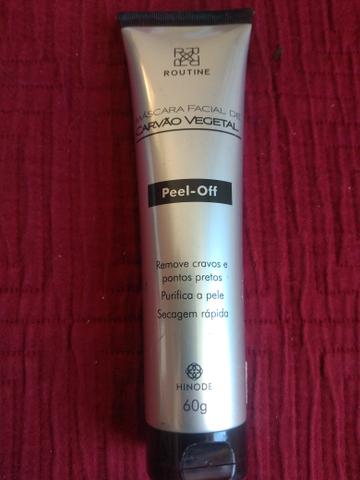 ROUTINE
MÁSCARA FACIAL DE
CARVÃO VEGETAL
Peel-Off
Remove cravos e
pontos pretos
Purifica a pele
Secagem rápida
HINODE
60g